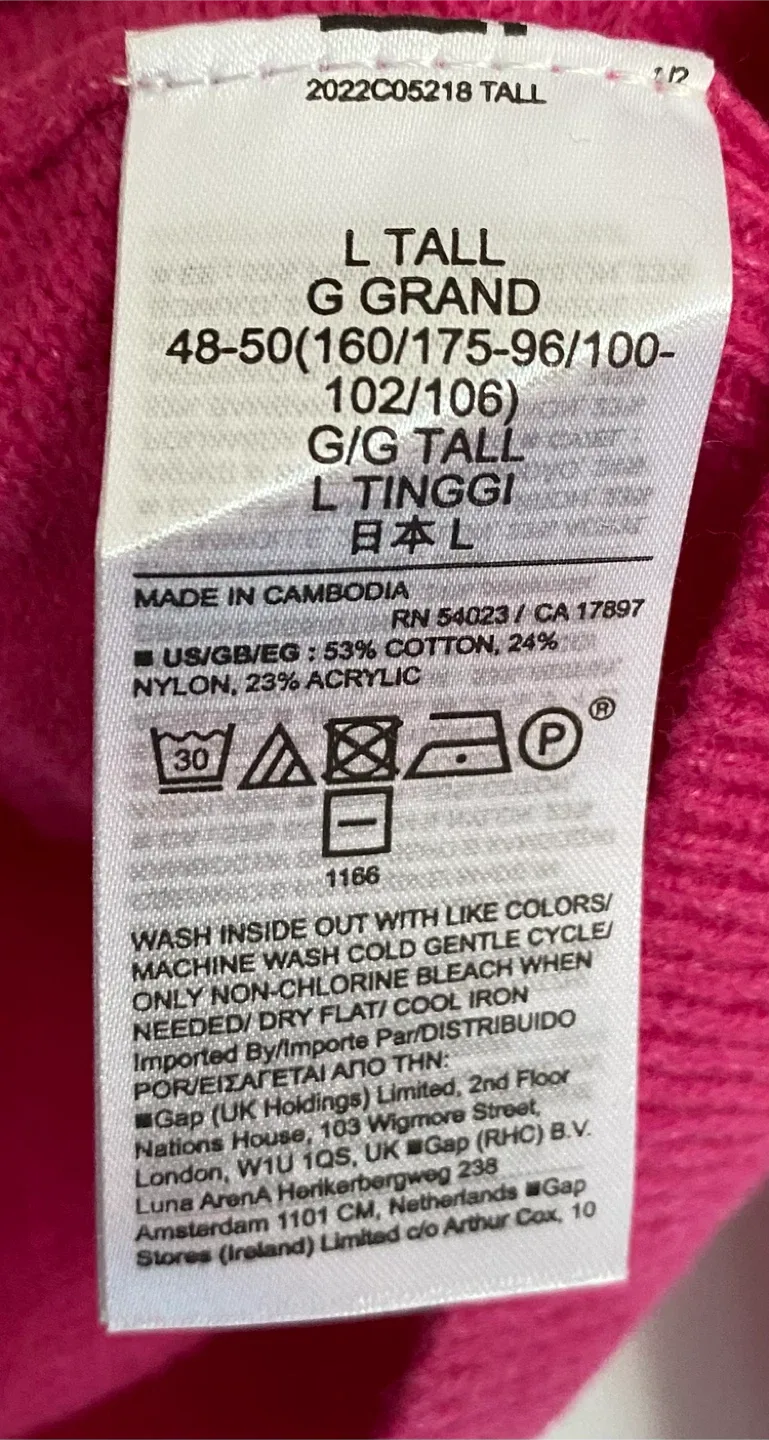 2022C05218 TALL
1/2
L TALL
G GRAND
48-50(160/175-96/100-
102/106)
G/G TALL
L TINGGI
日本 L
MADE IN CAMBODIA
RN 54023 / CA 17897
■ US/GB/EG : 53% COTTON, 24%
NYLON, 23% ACRYLIC
30
P ®
1166
WASH INSIDE OUT WITH LIKE COLORS/
MACHINE WASH COLD GENTLE CYCLE/
ONLY NON-CHLORINE BLEACH WHEN
NEEDED/ DRY FLAT/ COOL IRON
Imported By/Importe Par/DISTRIBUIDO
POR/ΕΙΣΑΓΕΤΑΙ ΑΠΟ ΤΗΝ:
■Gap (UK Holdings) Limited, 2nd Floor
Nations House, 103 Wigmore Street,
London, W1U 1QS, UK ■Gap (RHC) B.V.
Luna ArenA Herikerbergweg 238
Amsterdam 1101 CM, Netherlands ■Gap
Stores (Ireland) Limited c/o Arthur Cox, 10